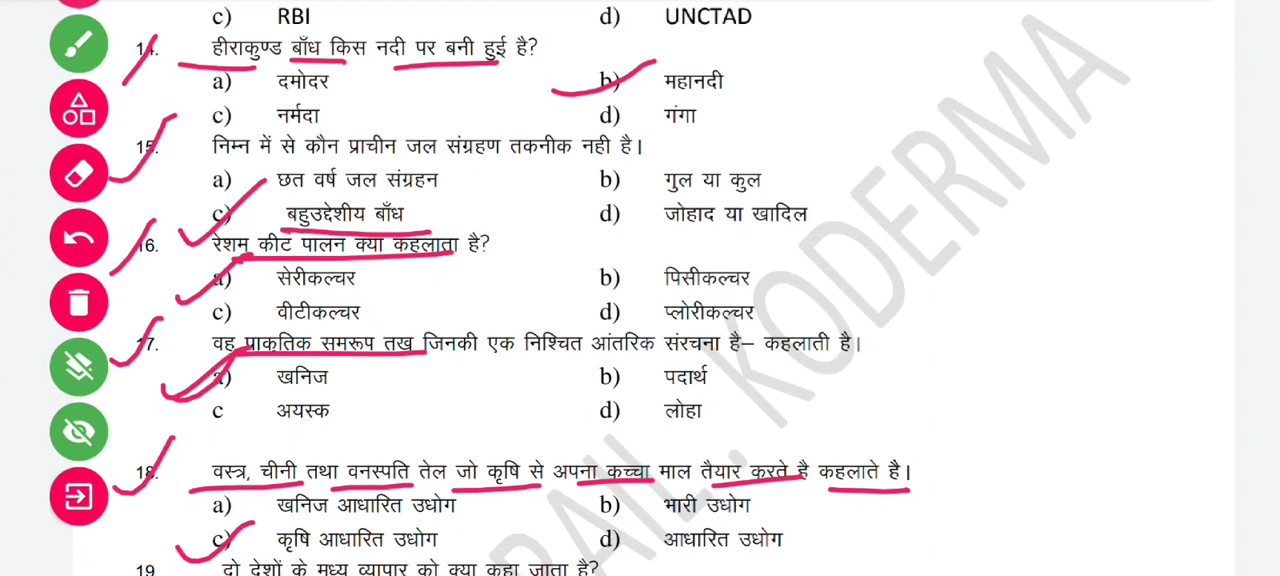 c) RBI d) UNCTAD
14. हीराकुण्ड बाँध किस नदी पर बनी हुई है?
a) दमोदर b) महानदी
c) नर्मदा d) गंगा
15. निम्न में से कौन प्राचीन जल संग्रहण तकनीक नही है।
a) छत वर्ष जल संग्रहन b) गुल या कुल
c) बहुउद्देशीय बाँध d) जोहाद या खादिल
16. रेशम कीट पालन क्या कहलाता है?
a) सेरीकल्चर b) पिसीकल्चर
c) वीटीकल्चर d) प्लोरीकल्चर
17. वह प्राकृतिक समरूप तख जिनकी एक निश्चित आंतरिक संरचना है– कहलाती है।
a) खनिज b) पदार्थ
c अयस्क d) लोहा
18. वस्त्र, चीनी तथा वनस्पति तेल जो कृषि से अपना कच्चा माल तैयार करते है कहलाते है।
a) खनिज आधारित उधोग b) भारी उधोग
c) कृषि आधारित उधोग d) आधारित उधोग
19 दो देशों के मध्य व्यापार को क्या कहा जाता है?
PAIL . KODERMA